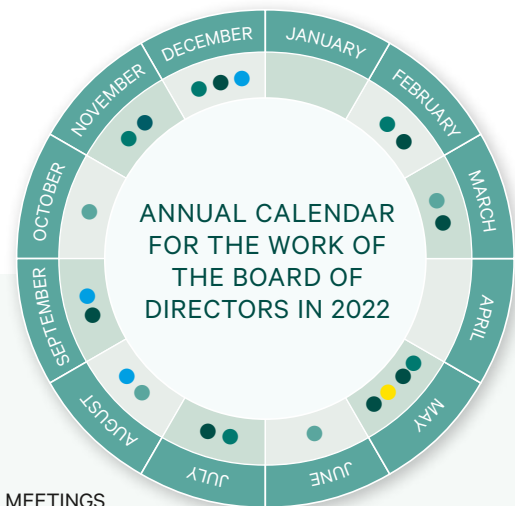 JANUARY
FEBRUARY
MARCH
APRIL
MAY
JUNE
JULY
AUGUST
SEPTEMBER
OCTOBER
NOVEMBER
DECEMBER
ANNUAL CALENDAR
FOR THE WORK OF
THE BOARD OF
DIRECTORS IN 2022
MEETINGS